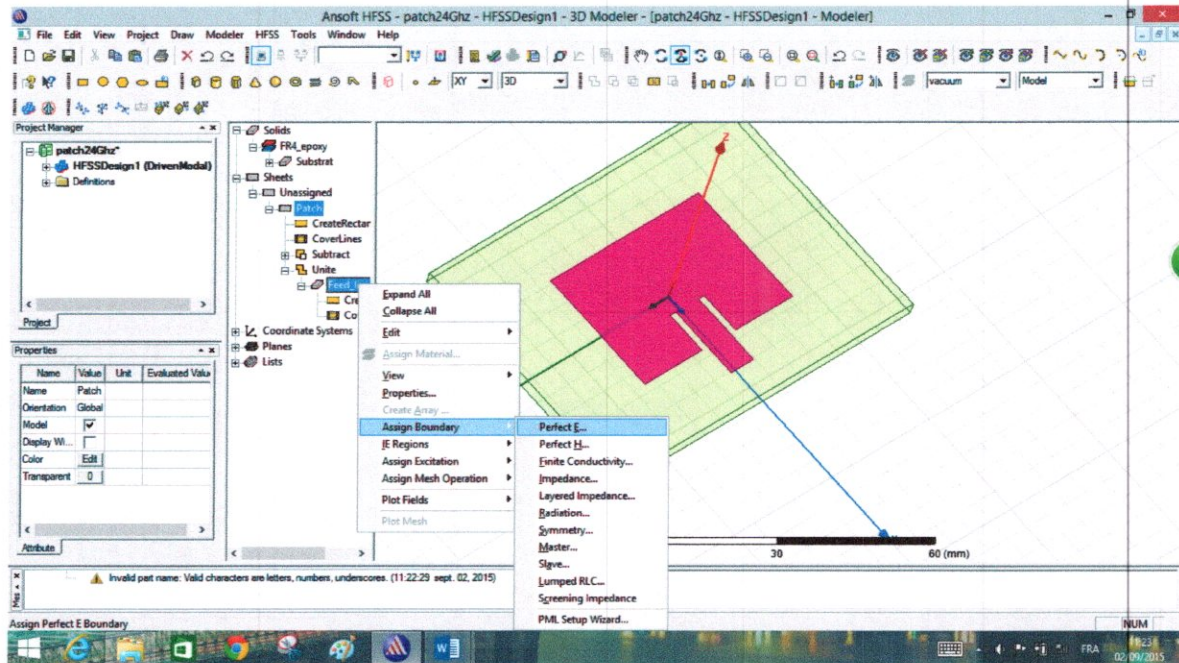 Ansoft HFSS - patch24Ghz - HFSSDesign1 - 3D Modeler - [patch24Ghz - HFSSDesign1 - Modeler]
File Edit View Project Draw Modeler HFSS Tools Window Help
XY 3D vacuum Model
Project Manager
patch24Ghz*
HFSSDesign1 (DrivenModal)
Definitions
Project
Properties
Name Value Unit Evaluated Valu
Name Patch
Orientation Global
Model
Display Wi...
Color Edit
Transparent 0
Attribute
Solids
FR4_epoxy
Substrat
Sheets
Unassigned
Patch
CreateRectar
CoverLines
Subtract
Unite
Feed_l
Cre
Co
Coordinate Systems
Planes
Lists
Expand All
Collapse All
Edit
Assign Material...
View
Properties...
Create Array ...
Assign Boundary
IE Regions
Assign Excitation
Assign Mesh Operation
Plot Fields
Plot Mesh
Perfect E...
Perfect H...
Finite Conductivity...
Impedance...
Layered Impedance...
Radiation...
Symmetry...
Master...
Slave...
Lumped RLC...
Screening Impedance
PML Setup Wizard...
Z
30 60 (mm)
Invalid part name: Valid characters are letters, numbers, underscores. (11:22:29 sept. 02, 2015)
Assign Perfect E Boundary
NUM
FRA
11:23
02/09/2015